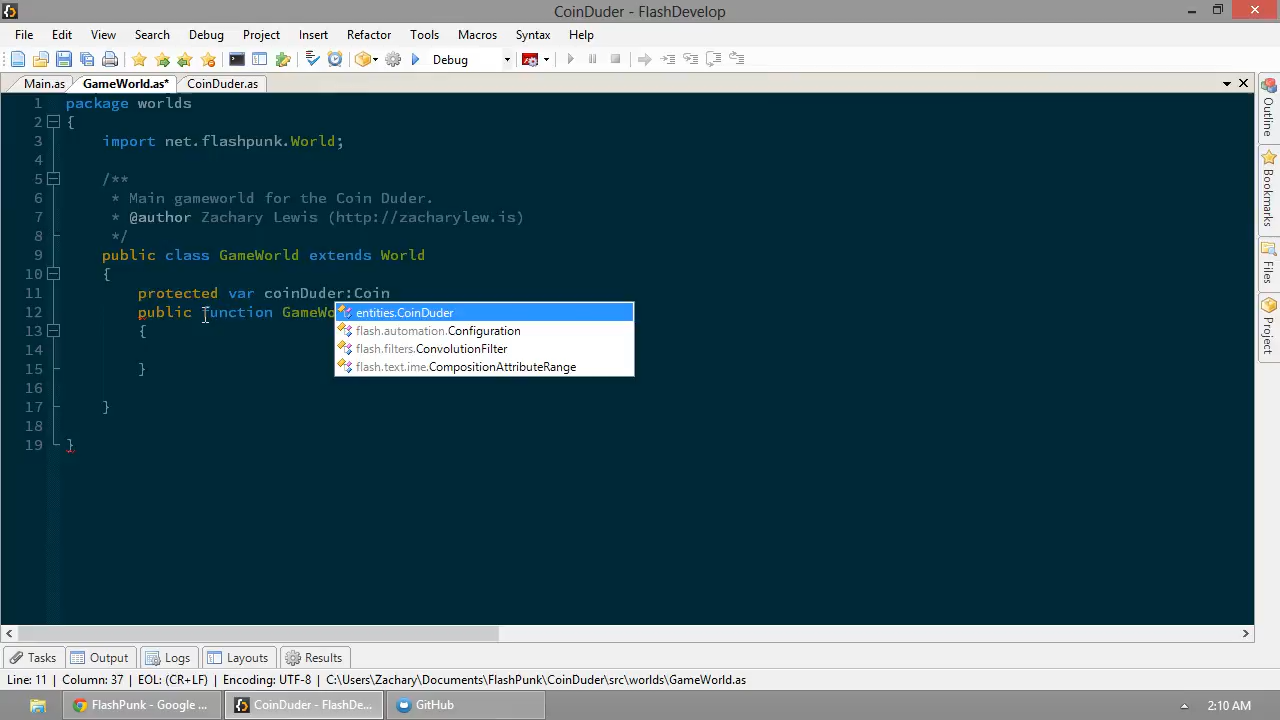 CoinDuder - FlashDevelop
File Edit View Search Debug Project Insert Refactor Tools Macros Syntax Help
Debug
Main.as GameWorld.as* CoinDuder.as
1 package worlds
2 {
3 import net.flashpunk.World;
4
5 /**
6 * Main gameworld for the Coin Duder.
7 * @author Zachary Lewis (http://zacharylew.is)
8 */
9 public class GameWorld extends World
10 {
11 protected var coinDuder:Coin
12 public function GameWo
entities.CoinDuder
13 {
flash.automation.Configuration
14
flash.filters.ConvolutionFilter
15 }
flash.text.ime.CompositionAttributeRange
16
17 }
18
19 }
Outline
Bookmarks
Files
Project
Tasks Output Logs Layouts Results
Line: 11 Column: 37 EOL: (CR+LF) Encoding: UTF-8 C:\Users\Zachary\Documents\FlashPunk\CoinDuder\src\worlds\GameWorld.as
FlashPunk - Google ... CoinDuder - FlashDe... GitHub 2:10 AM